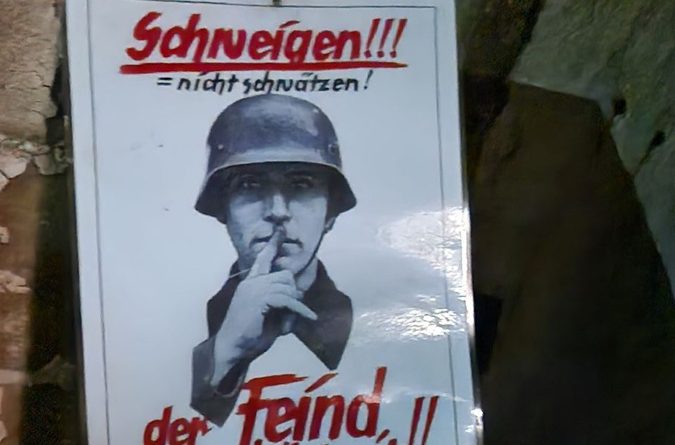 Schweigen!!!
= nicht schwätzen!
der Feind
!!